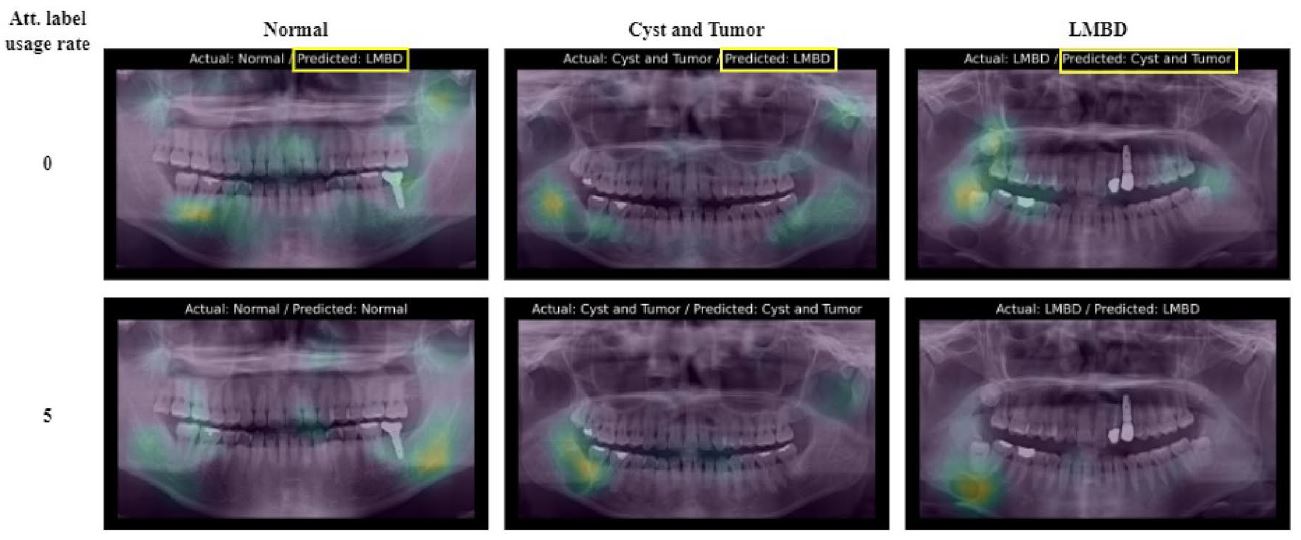 Att. label
usage rate
Normal
Cyst and Tumor
LMBD
Actual: Normal / Predicted: LMBD
Actual: Cyst and Tumor / Predicted: LMBD
Actual: LMBD / Predicted: Cyst and Tumor
0
Actual: Normal / Predicted: Normal
Actual: Cyst and Tumor / Predicted: Cyst and Tumor
Actual: LMBD / Predicted: LMBD
5